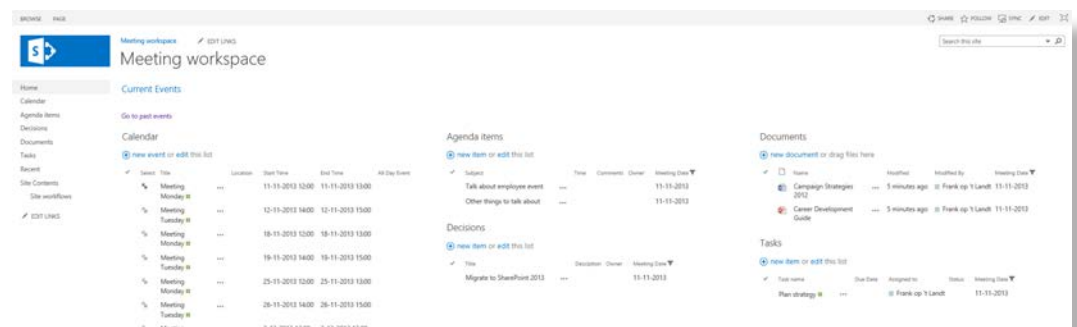 BROWSE PAGE
SHARE FOLLOW SYNC EDIT
Meeting workspace EDIT LINKS
Search this site
Meeting workspace
Home
Calendar
Agenda items
Decisions
Documents
Tasks
Recent
Site Contents
Site workflows
EDIT LINKS
Current Events
Go to past events
Calendar
new event or edit this list
Select Title Location Start Time End Time All Day Event
Meeting Monday ... 11-11-2013 12:00 11-11-2013 13:00
Meeting Tuesday ... 12-11-2013 14:00 12-11-2013 15:00
Meeting Monday ... 18-11-2013 12:00 18-11-2013 13:00
Meeting Tuesday ... 19-11-2013 14:00 19-11-2013 15:00
Meeting Monday ... 25-11-2013 12:00 25-11-2013 13:00
Meeting Tuesday ... 26-11-2013 14:00 26-11-2013 15:00
Agenda items
new item or edit this list
Subject Time Comments Owner Meeting Date
Talk about employee event ... 11-11-2013
Other things to talk about ... 11-11-2013
Decisions
new item or edit this list
Title Description Owner Meeting Date
Migrate to SharePoint 2013 ... 11-11-2013
Documents
new document or drag files here
Name Modified Modified By Meeting Date
Campaign Strategies 2012 ... 5 minutes ago Frank op 't Landt 11-11-2013
Career Development Guide ... 5 minutes ago Frank op 't Landt 11-11-2013
Tasks
new item or edit this list
Task name Due Date Assigned to Status Meeting Date
Plan strategy ... Frank op 't Landt 11-11-2013